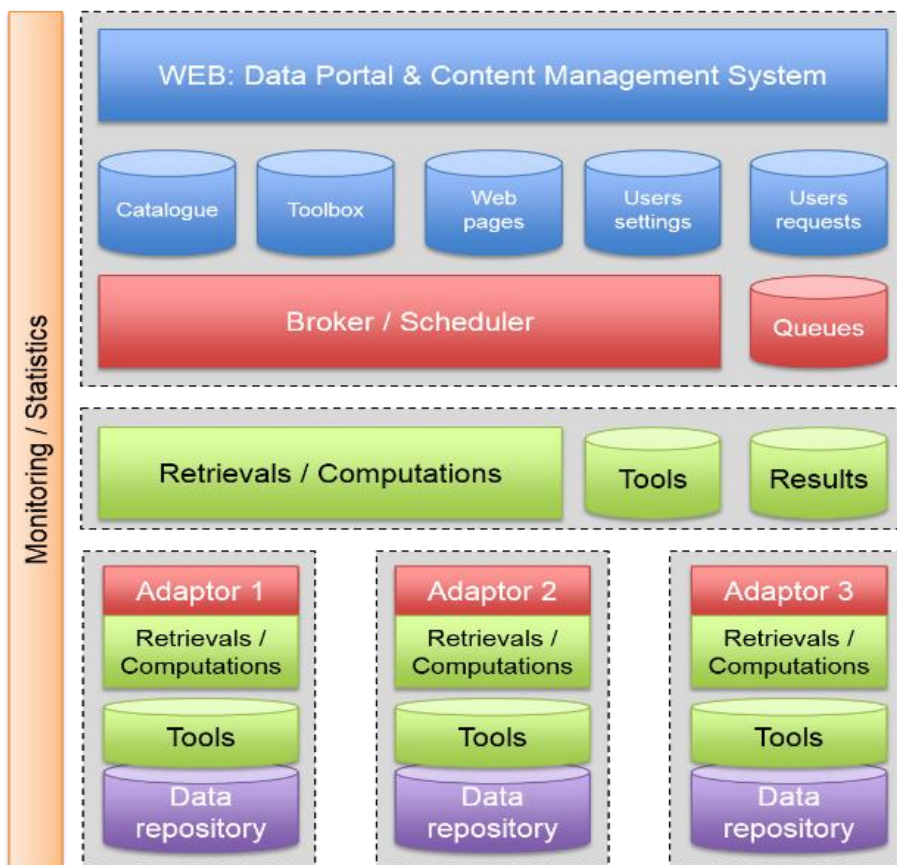 Monitoring / Statistics
WEB: Data Portal & Content Management System
Catalogue
Toolbox
Web
pages
Users
settings
Users
requests
Broker / Scheduler
Queues
Retrievals / Computations
Tools
Results
Adaptor 1
Retrievals /
Computations
Tools
Data
repository
Adaptor 2
Retrievals /
Computations
Tools
Data
repository
Adaptor 3
Retrievals /
Computations
Tools
Data
repository